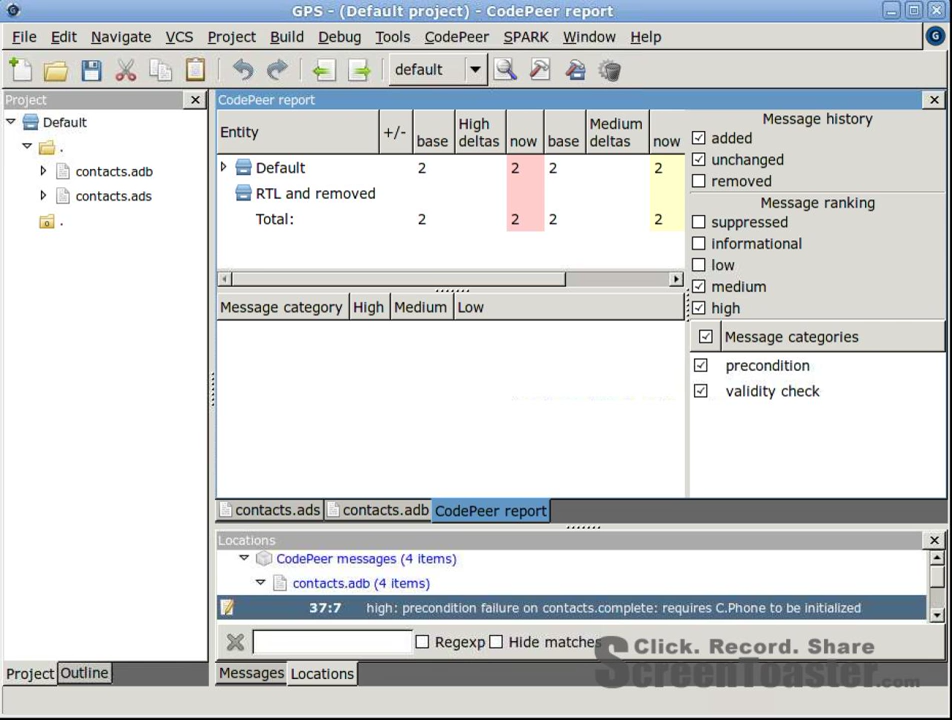 GPS - (Default project) - CodePeer report
File Edit Navigate VCS Project Build Debug Tools CodePeer SPARK Window Help
default
Project
Default
.
contacts.adb
contacts.ads
.
Project Outline
CodePeer report
Entity +/- base High deltas now base Medium deltas now
Default 2 2 2 2
RTL and removed
Total: 2 2 2 2
Message category High Medium Low
Message history
added
unchanged
removed
Message ranking
suppressed
informational
low
medium
high
Message categories
precondition
validity check
contacts.ads contacts.adb CodePeer report
Locations
CodePeer messages (4 items)
contacts.adb (4 items)
37:7 high: precondition failure on contacts.complete: requires C.Phone to be initialized
Regexp Hide matches
Messages Locations
Click. Record. Share
ScreenToaster.com